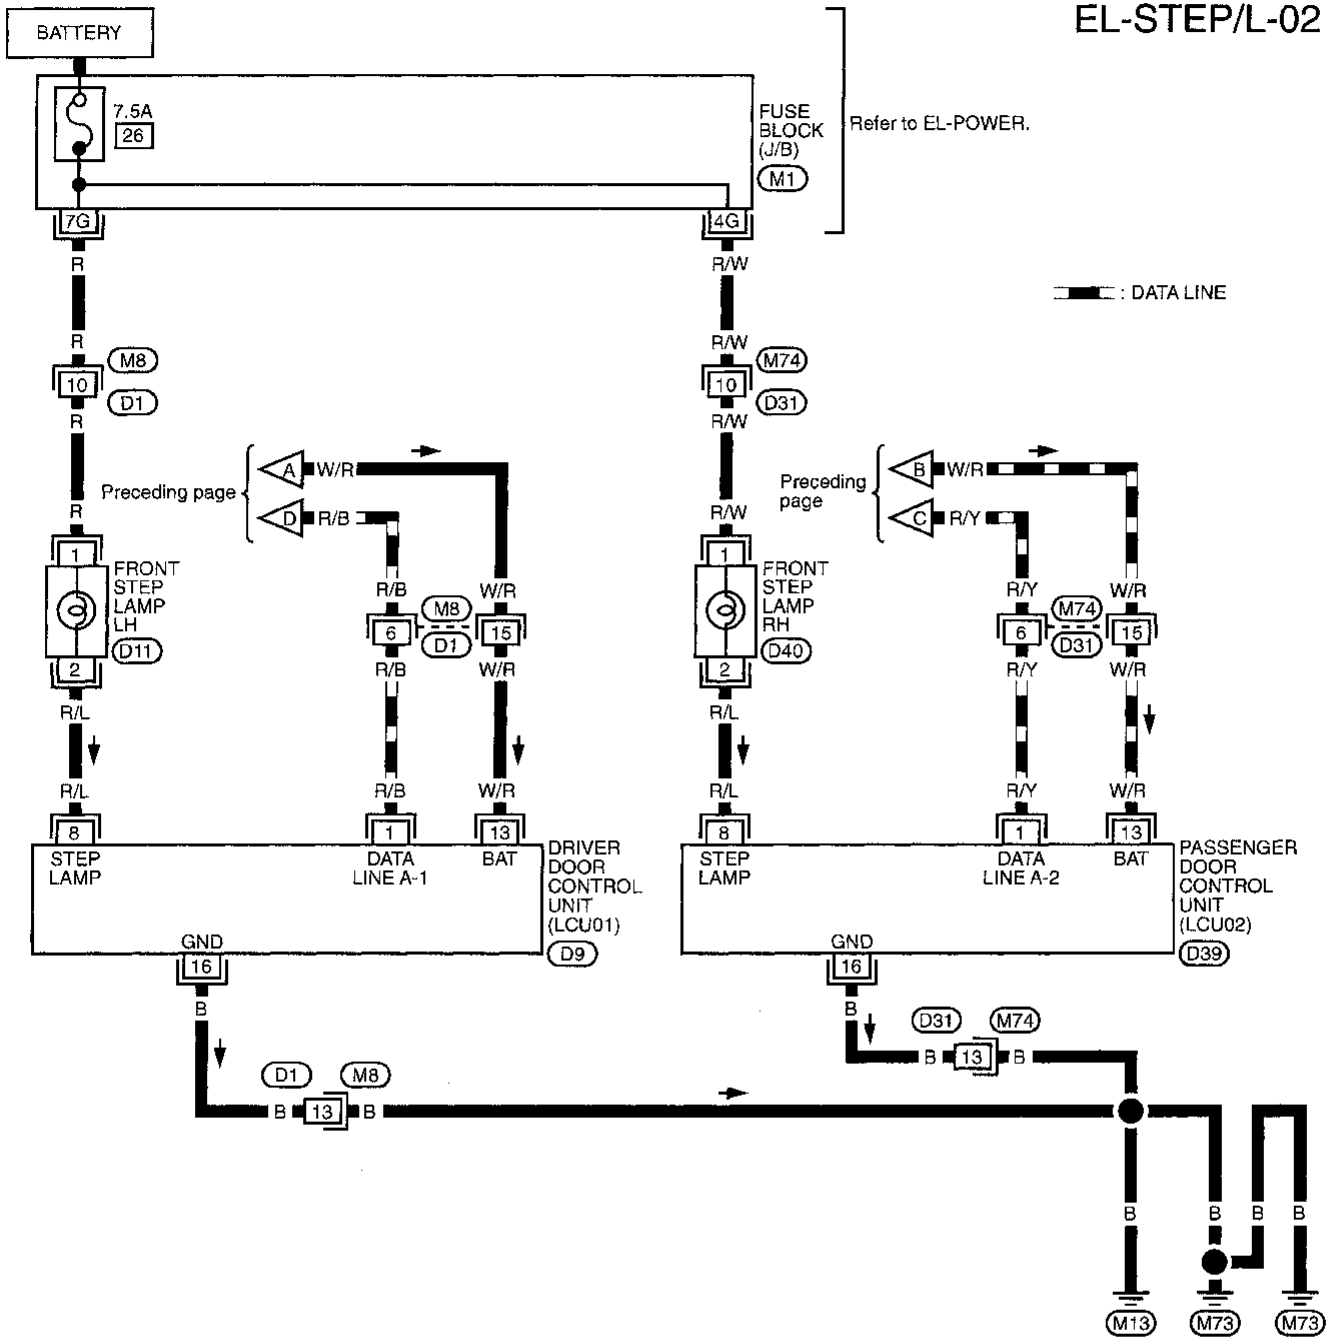 EL-STEP/L-02
BATTERY
7.5A
26
FUSE
BLOCK
(J/B)
M1
Refer to EL-POWER.
7G
4G
R
R/W
: DATA LINE
R
R/W
M8
M74
10
10
D1
D31
R
R/W
A
W/R
B
W/R
Preceding page
Preceding
page
D
R/B
C
R/Y
R
R/W
1
1
FRONT
STEP
LAMP
LH
D11
FRONT
STEP
LAMP
RH
D40
R/B
W/R
R/Y
W/R
M8
M74
6
15
6
15
D1
D31
2
2
R/B
W/R
R/Y
W/R
R/L
R/L
R/L
R/B
W/R
R/L
R/Y
W/R
8
1
13
8
1
13
STEP
LAMP
DATA
LINE A-1
BAT
DRIVER
DOOR
CONTROL
UNIT
(LCU01)
D9
STEP
LAMP
DATA
LINE A-2
BAT
PASSENGER
DOOR
CONTROL
UNIT
(LCU02)
D39
GND
GND
16
16
B
B
D31
M74
B
13
B
D1
M8
B
13
B
B
B
B
B
M13
M73
M73